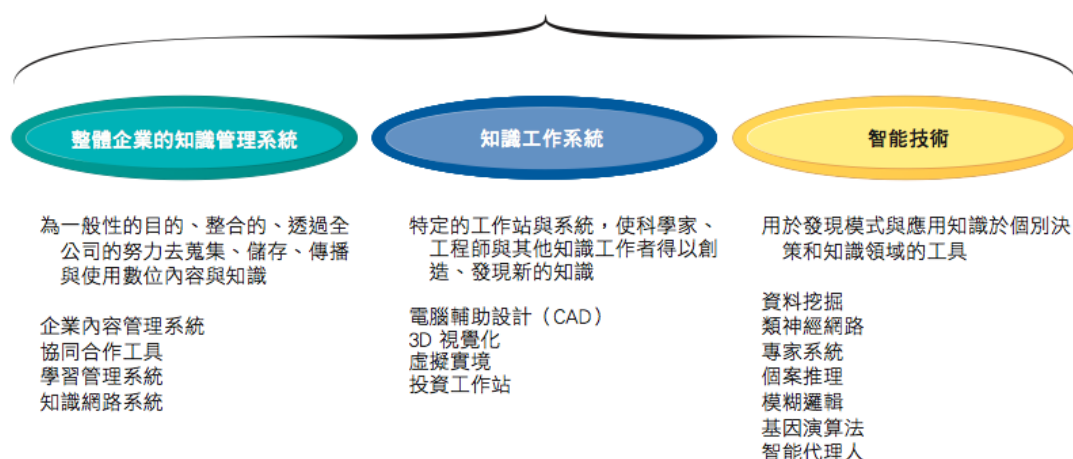 整體企業的知識管理系統
為一般性的目的、整合的、透過全
公司的努力去蒐集、儲存、傳播
與使用數位內容與知識
企業內容管理系統
協同合作工具
學習管理系統
知識網路系統
知識工作系統
特定的工作站與系統，使科學家、
工程師與其他知識工作者得以創
造、發現新的知識
電腦輔助設計（CAD）
3D 視覺化
虛擬實境
投資工作站
智能技術
用於發現模式與應用知識於個別決
策和知識領域的工具
資料挖掘
類神經網路
專家系統
個案推理
模糊邏輯
基因演算法
智能代理人